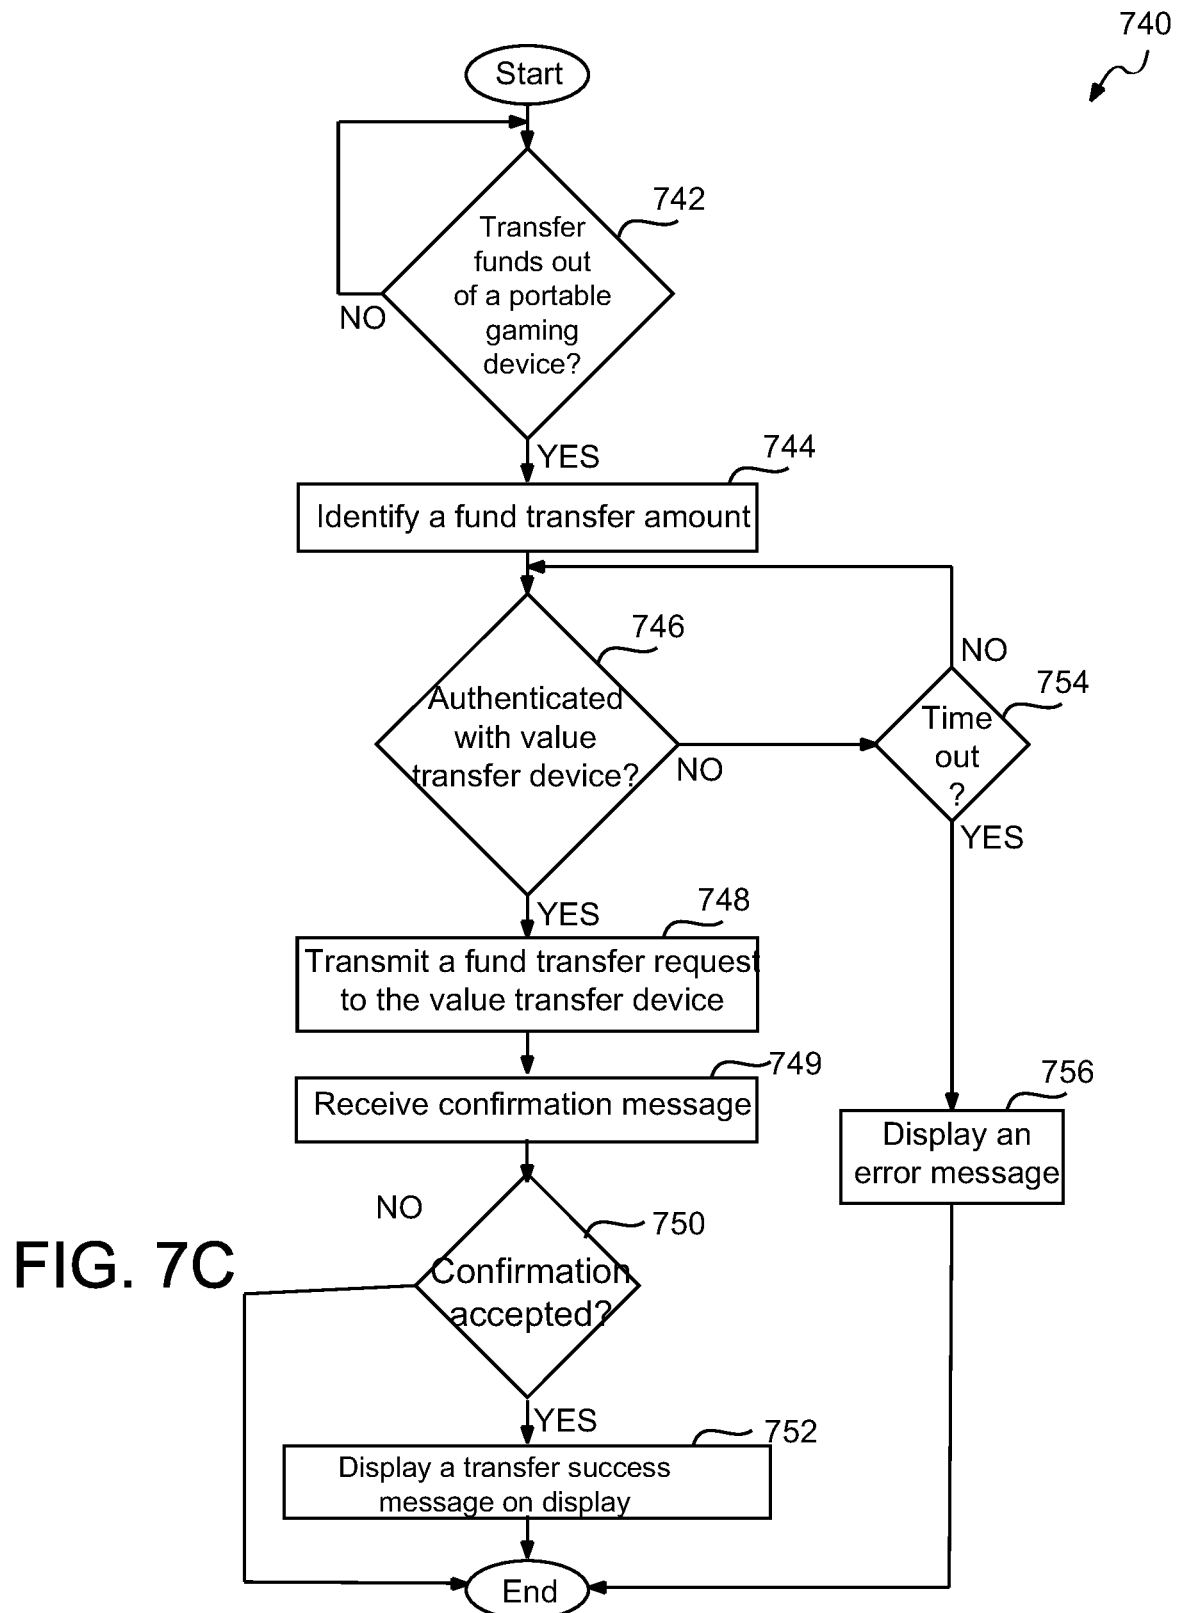 740
Start
742
Transfer
funds out
of a portable
gaming
device?
NO
YES
744
Identify a fund transfer amount
746
Authenticated
with value
transfer device?
NO
NO
754
Time
out
?
YES
YES
748
Transmit a fund transfer request
to the value transfer device
749
Receive confirmation message
756
Display an
error message
NO
750
Confirmation
accepted?
FIG. 7C
YES
752
Display a transfer success
message on display
End